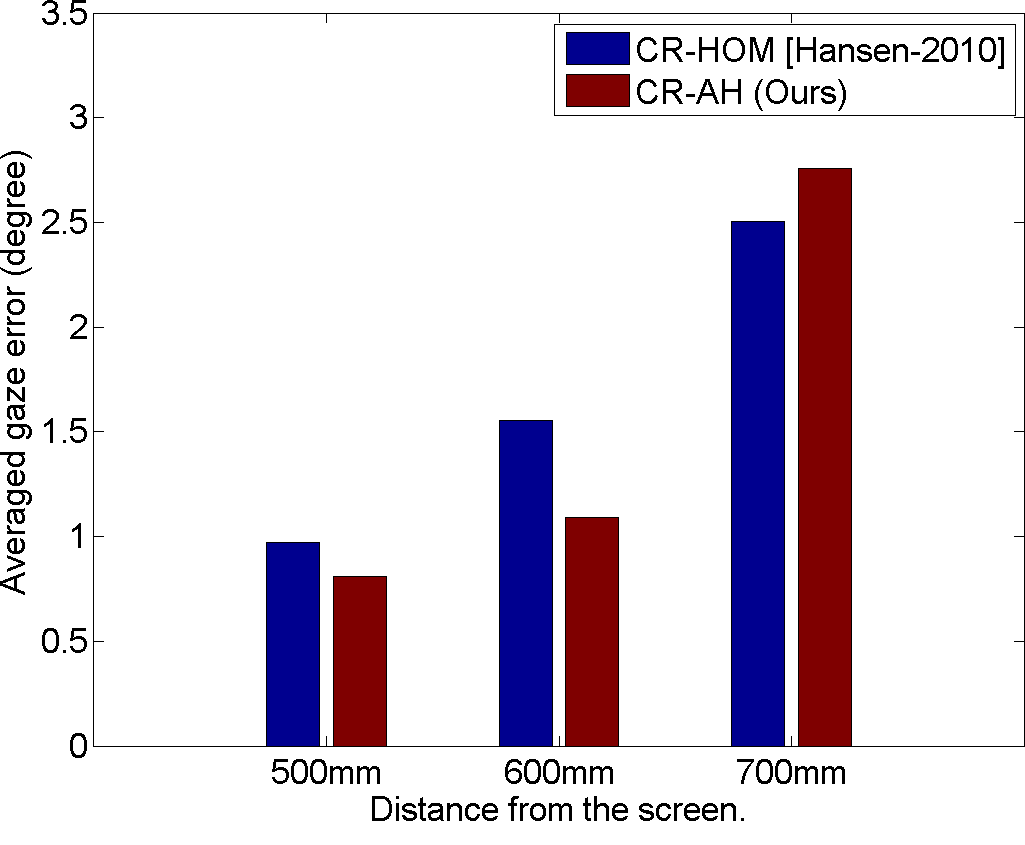 3.5
3
2.5
2
1.5
1
0.5
0
Averaged gaze error (degree)
CR-HOM [Hansen-2010]
CR-AH (Ours)
500mm 600mm 700mm
Distance from the screen.